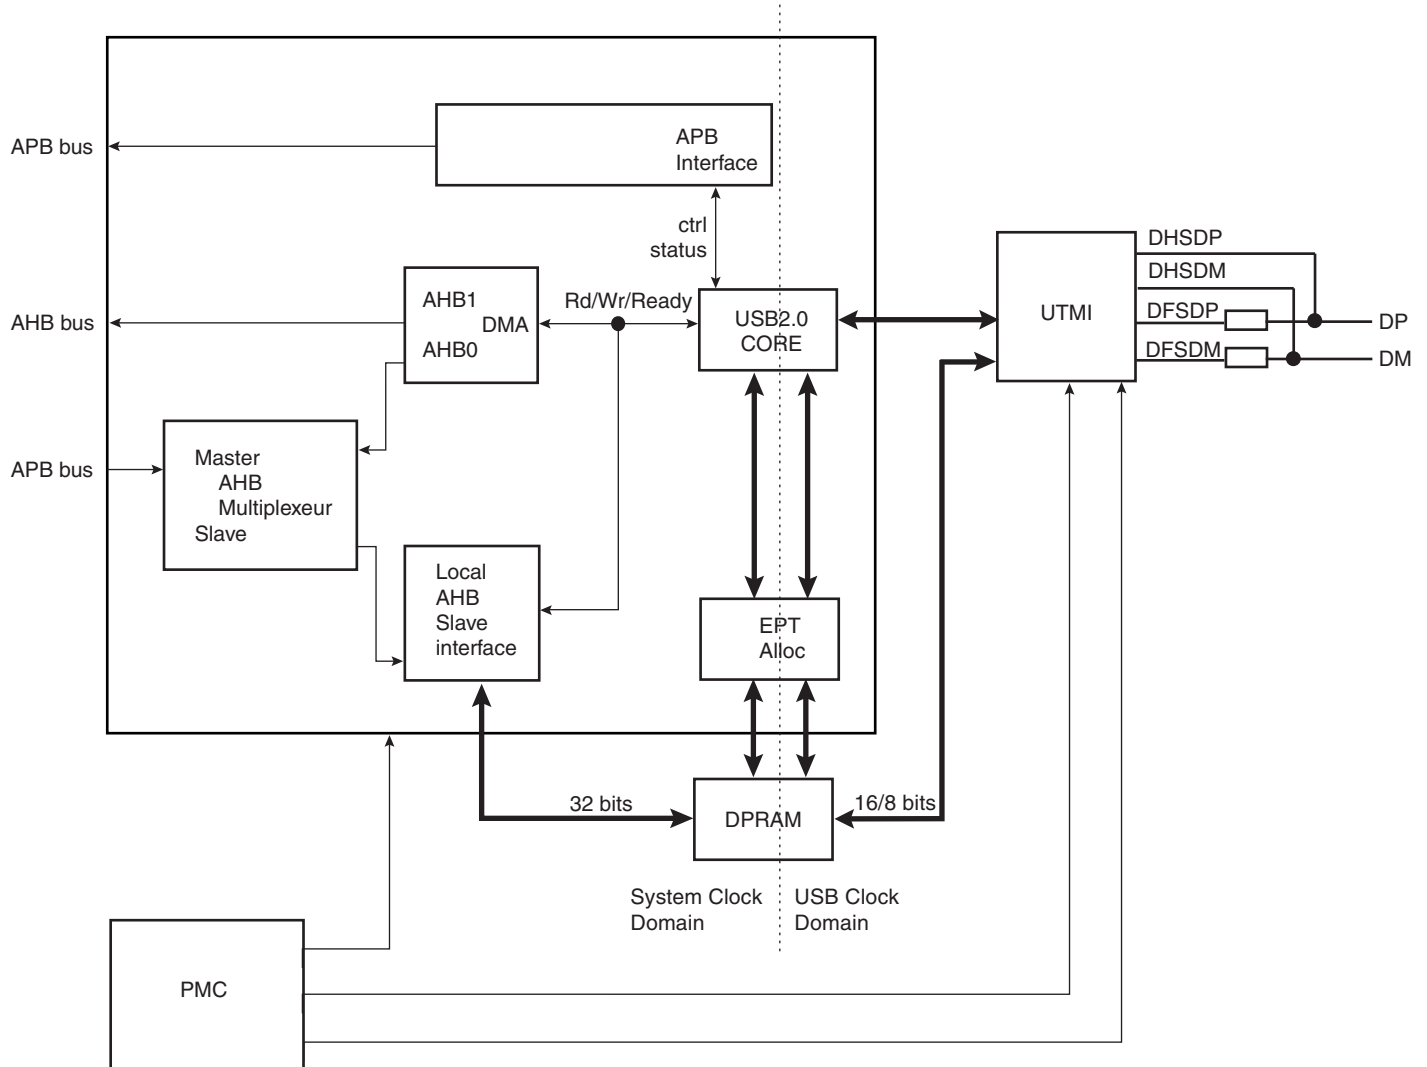 APB bus
APB
Interface
ctrl
status
DHSDP
DHSDM
DFSDP
DFSDM
UTMI
DP
DM
AHB bus
AHB1
DMA
AHB0
Rd/Wr/Ready
USB2.0
CORE
APB bus
Master
AHB
Multiplexeur
Slave
Local
AHB
Slave
interface
EPT
Alloc
32 bits
DPRAM
16/8 bits
System Clock
Domain
USB Clock
Domain
PMC